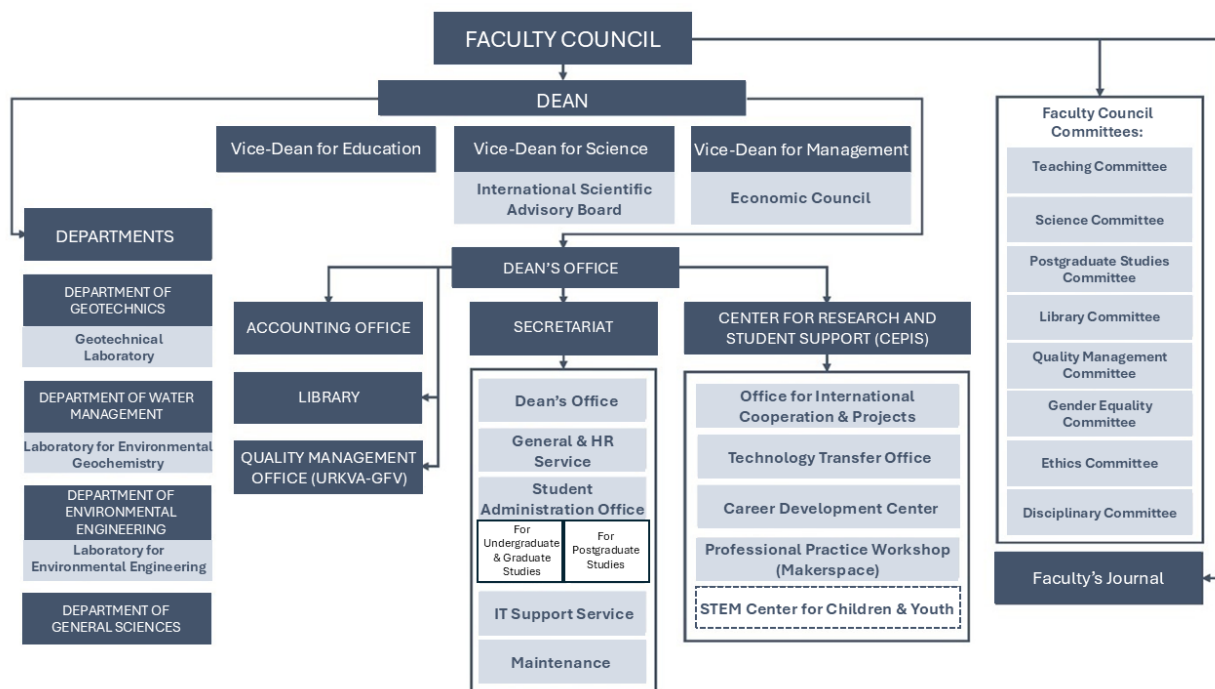 FACULTY COUNCIL
DEAN
Vice-Dean for Education
Vice-Dean for Science
International Scientific
Advisory Board
Vice-Dean for Management
Economic Council
DEPARTMENTS
DEPARTMENT OF
GEOTECHNICS
Geotechnical
Laboratory
DEPARTMENT OF WATER
MANAGEMENT
Laboratory for Environmental
Geochemistry
DEPARTMENT OF
ENVIRONMENTAL
ENGINEERING
Laboratory for
Environmental Engineering
DEPARTMENT OF
GENERAL SCIENCES
DEAN'S OFFICE
ACCOUNTING OFFICE
LIBRARY
QUALITY MANAGEMENT
OFFICE (URKVA-GFV)
SECRETARIAT
Dean's Office
General & HR
Service
Student
Administration Office
For
Undergraduate
& Graduate
Studies
For
Postgraduate
Studies
IT Support Service
Maintenance
CENTER FOR RESEARCH AND
STUDENT SUPPORT (CEPIS)
Office for International
Cooperation & Projects
Technology Transfer Office
Career Development Center
Professional Practice Workshop
(Makerspace)
STEM Center for Children & Youth
Faculty Council
Committees:
Teaching Committee
Science Committee
Postgraduate Studies
Committee
Library Committee
Quality Management
Committee
Gender Equality
Committee
Ethics Committee
Disciplinary Committee
Faculty's Journal